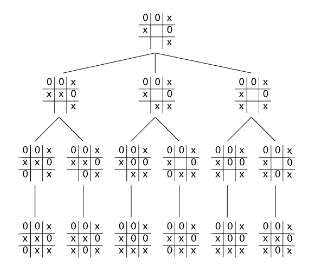 0 0 x
x 0
x
0 0 x 0 0 x 0 0 x
x x 0 x 0 x 0
x x x x x
0 0 x 0 0 x 0 0 x 0 0 x 0 0 x 0 0 x
x x 0 x x 0 x 0 0 x 0 x 0 0 x 0
0 x 0 x x x 0 x x x x x 0 x
0 0 x 0 0 x 0 0 x 0 0 x 0 0 x 0 0 x
x x 0 x x 0 x 0 0 x x 0 x 0 0 x x 0
0 x x x 0 x x x x 0 x x x x x x 0 x